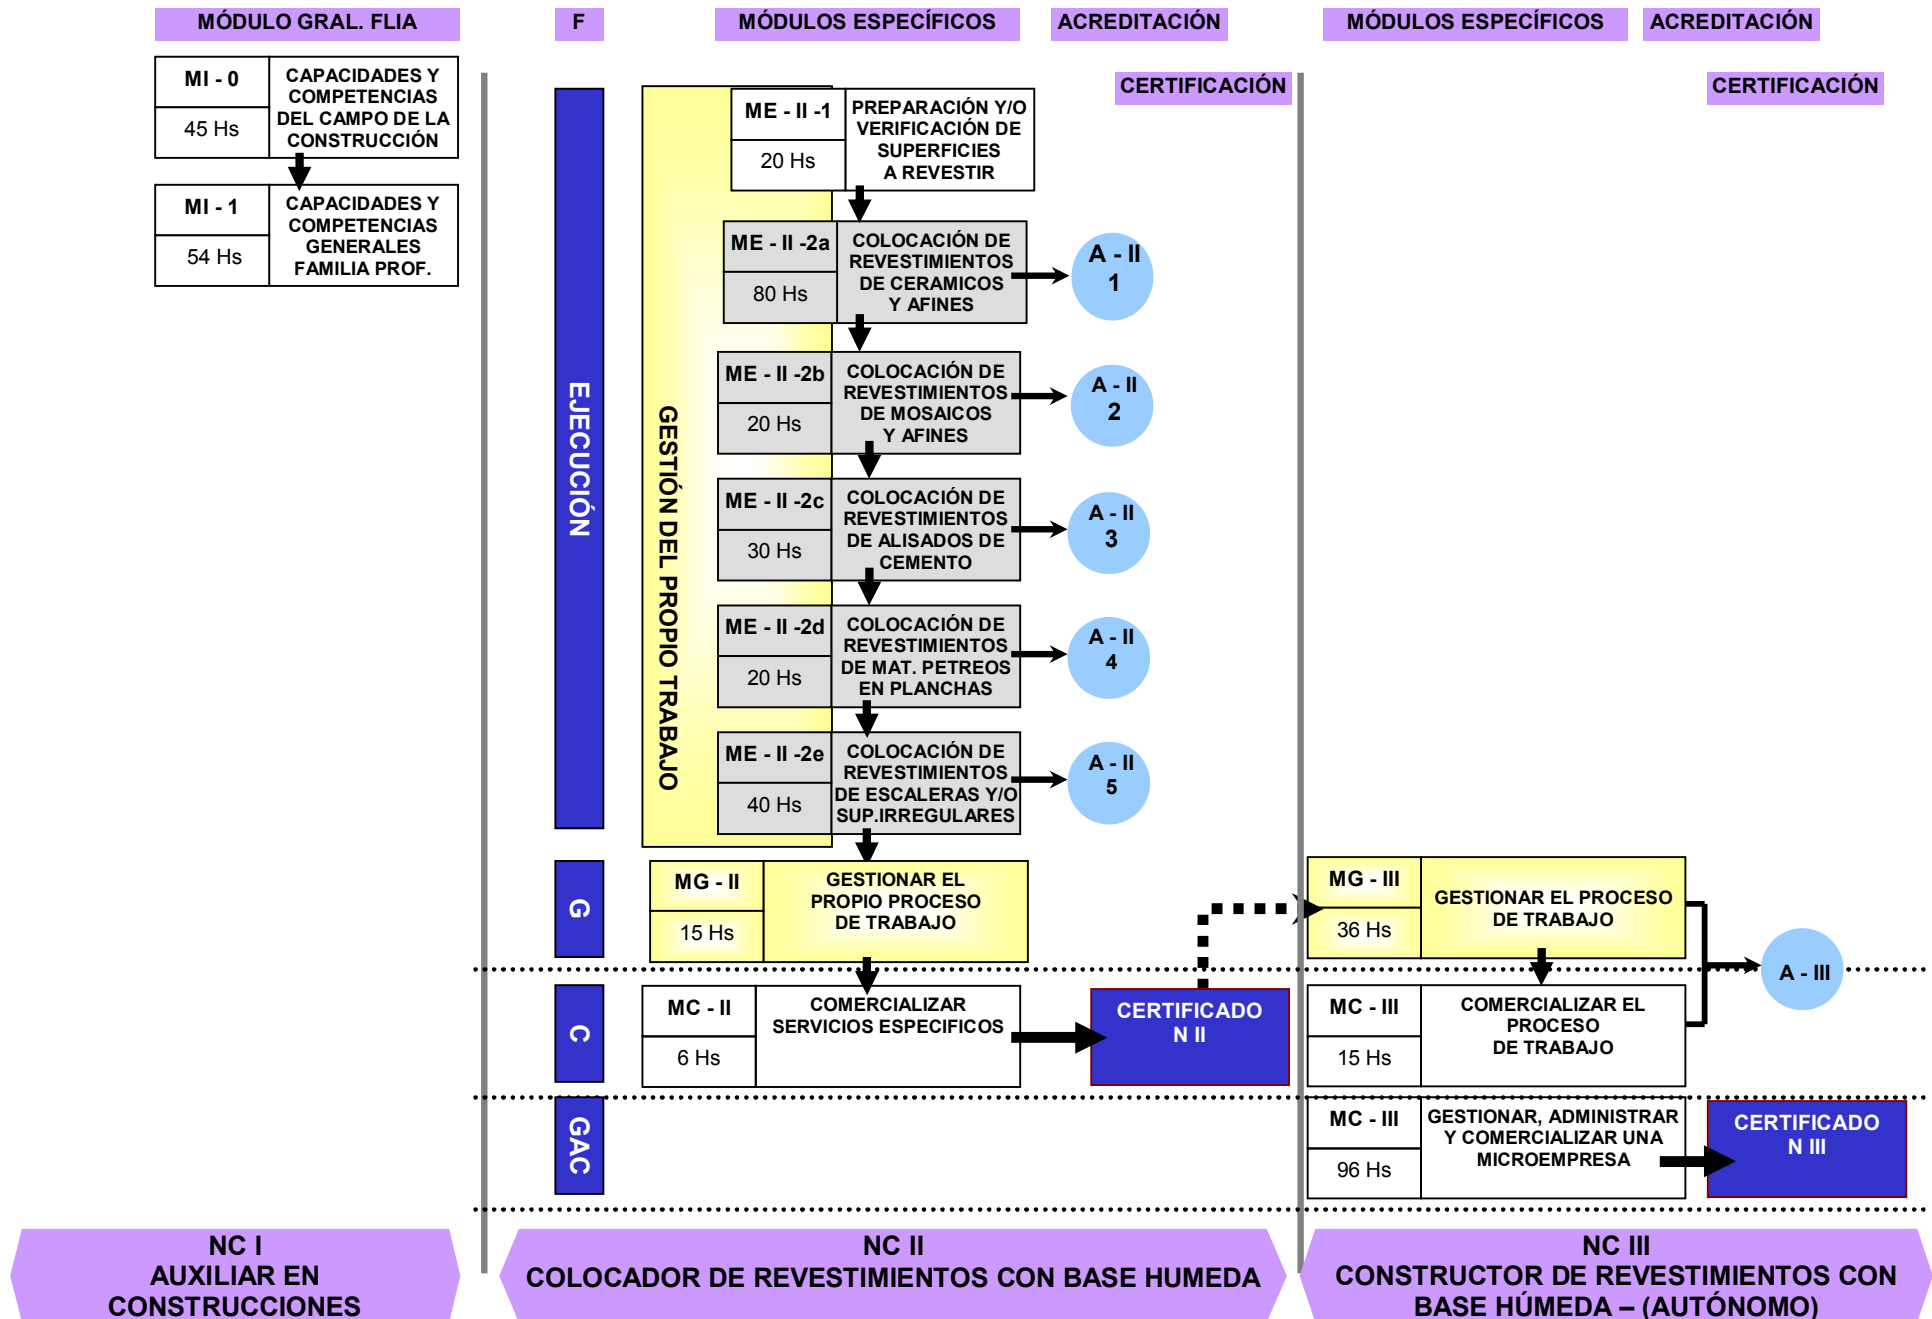 MÓDULO GRAL. FLIA
F
MÓDULOS ESPECÍFICOS
ACREDITACIÓN
MÓDULOS ESPECÍFICOS
ACREDITACIÓN
CERTIFICACIÓN
CERTIFICACIÓN
MI - 0
45 Hs
CAPACIDADES Y
COMPETENCIAS
DEL CAMPO DE LA
CONSTRUCCIÓN
MI - 1
54 Hs
CAPACIDADES Y
COMPETENCIAS
GENERALES
FAMILIA PROF.
EJECUCIÓN
GESTIÓN DEL PROPIO TRABAJO
ME - II -1
20 Hs
PREPARACIÓN Y/O
VERIFICACIÓN DE
SUPERFICIES
A REVESTIR
ME - II -2a
80 Hs
COLOCACIÓN DE
REVESTIMIENTOS
DE CERAMICOS
Y AFINES
A - II
1
ME - II -2b
20 Hs
COLOCACIÓN DE
REVESTIMIENTOS
DE MOSAICOS
Y AFINES
A - II
2
ME - II -2c
30 Hs
COLOCACIÓN DE
REVESTIMIENTOS
DE ALISADOS DE
CEMENTO
A - II
3
ME - II -2d
20 Hs
COLOCACIÓN DE
REVESTIMIENTOS
DE MAT. PETREOS
EN PLANCHAS
A - II
4
ME - II -2e
40 Hs
COLOCACIÓN DE
REVESTIMIENTOS
DE ESCALERAS Y/O
SUP.IRREGULARES
A - II
5
G
MG - II
15 Hs
GESTIONAR EL
PROPIO PROCESO
DE TRABAJO
MG - III
36 Hs
GESTIONAR EL PROCESO
DE TRABAJO
A - III
C
MC - II
6 Hs
COMERCIALIZAR
SERVICIOS ESPECIFICOS
CERTIFICADO
N II
MC - III
15 Hs
COMERCIALIZAR EL
PROCESO
DE TRABAJO
GAC
MC - III
96 Hs
GESTIONAR, ADMINISTRAR
Y COMERCIALIZAR UNA
MICROEMPRESA
CERTIFICADO
N III
NC I
AUXILIAR EN
CONSTRUCCIONES
NC II
COLOCADOR DE REVESTIMIENTOS CON BASE HUMEDA
NC III
CONSTRUCTOR DE REVESTIMIENTOS CON
BASE HÚMEDA – (AUTÓNOMO)